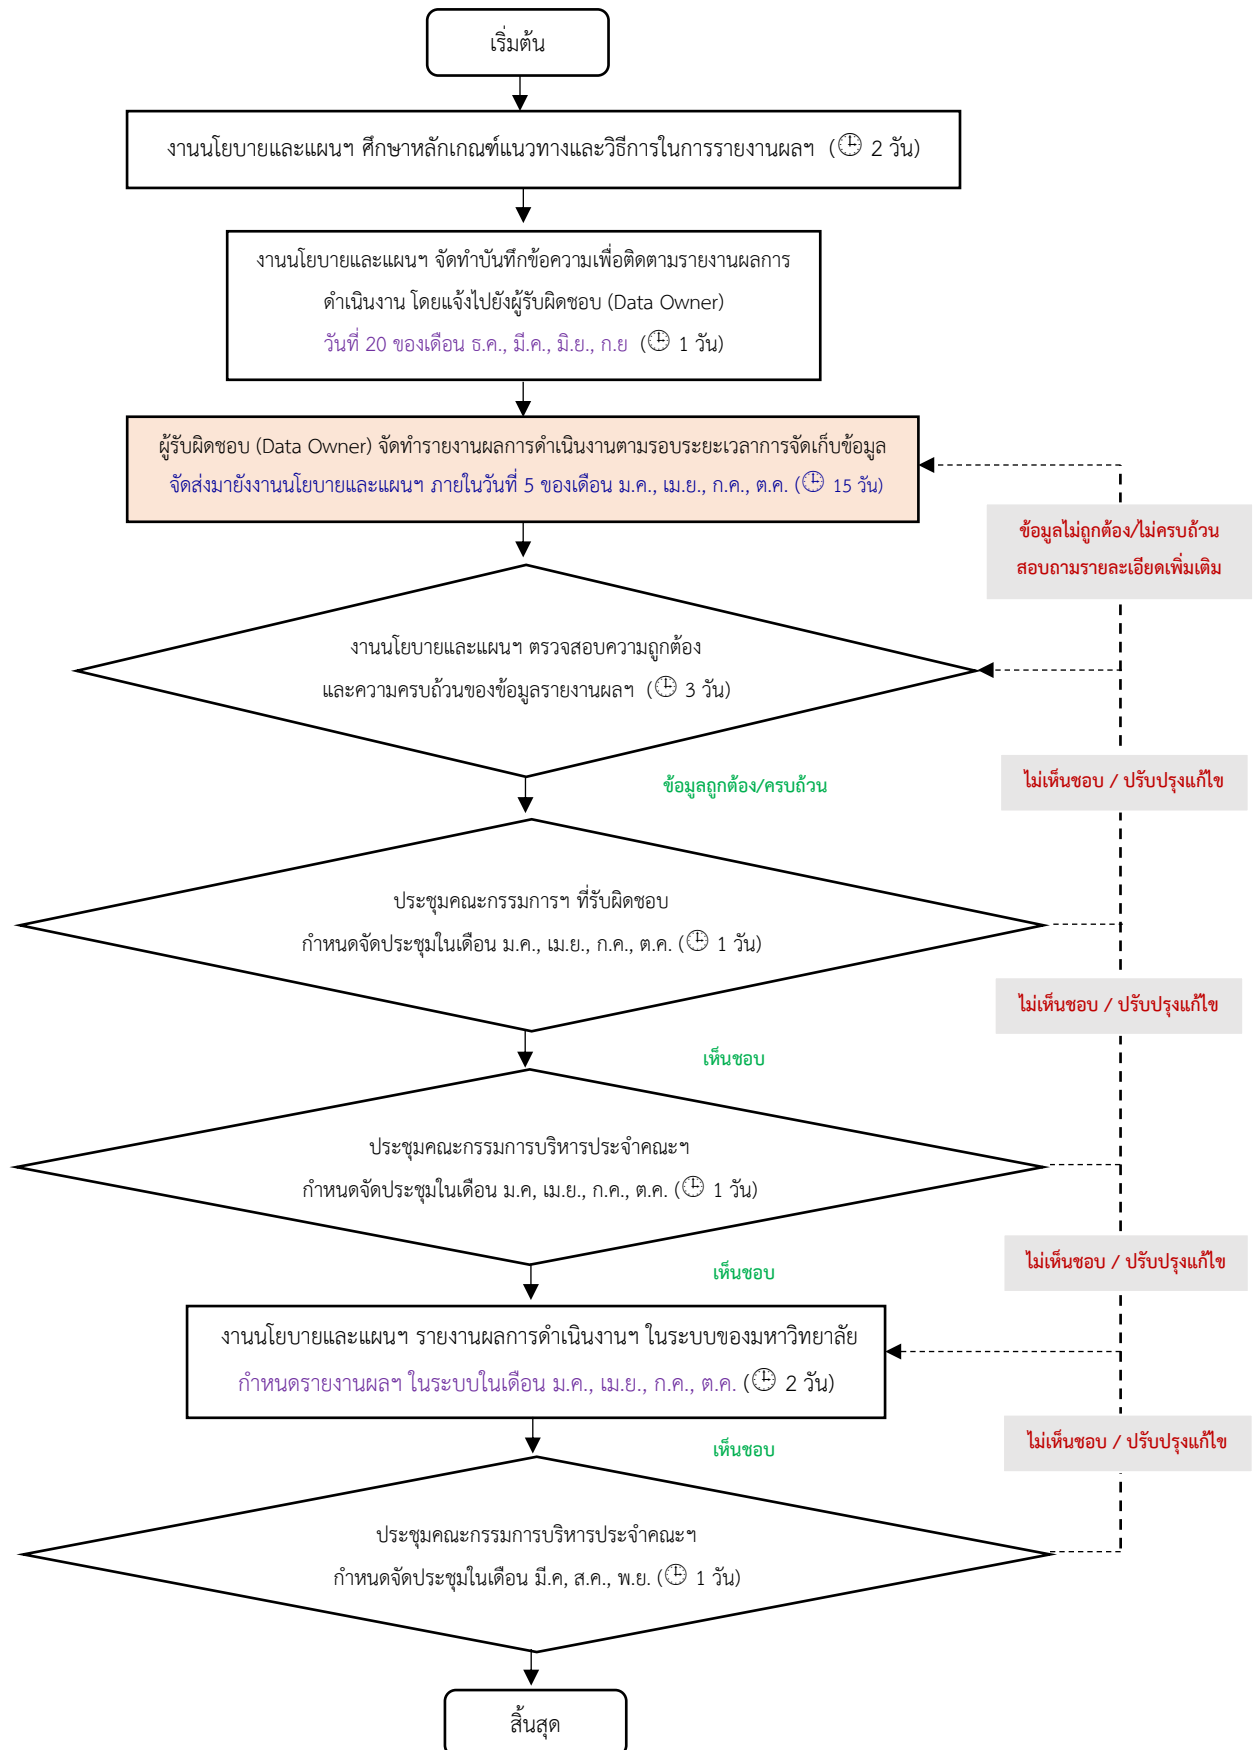 เริ่มต้น
งานนโยบายและแผนฯ ศึกษาหลักเกณฑ์แนวทางและวิธีการในการรายงานผลฯ (🕒 2 วัน)
งานนโยบายและแผนฯ จัดทำบันทึกข้อความเพื่อติดตามรายงานผลการ
ดำเนินงาน โดยแจ้งไปยังผู้รับผิดชอบ (Data Owner)
วันที่ 20 ของเดือน ธ.ค., มี.ค., มิ.ย., ก.ย (🕒 1 วัน)
ผู้รับผิดชอบ (Data Owner) จัดทำรายงานผลการดำเนินงานตามรอบระยะเวลาการจัดเก็บข้อมูล
จัดส่งมายังงานนโยบายและแผนฯ ภายในวันที่ 5 ของเดือน ม.ค., เม.ย., ก.ค., ต.ค. (🕒 15 วัน)
ข้อมูลไม่ถูกต้อง/ไม่ครบถ้วน
สอบถามรายละเอียดเพิ่มเติม
งานนโยบายและแผนฯ ตรวจสอบความถูกต้อง
และความครบถ้วนของข้อมูลรายงานผลฯ (🕒 3 วัน)
ข้อมูลถูกต้อง/ครบถ้วน
ไม่เห็นชอบ / ปรับปรุงแก้ไข
ประชุมคณะกรรมการฯ ที่รับผิดชอบ
กำหนดจัดประชุมในเดือน ม.ค., เม.ย., ก.ค., ต.ค. (🕒 1 วัน)
ไม่เห็นชอบ / ปรับปรุงแก้ไข
เห็นชอบ
ประชุมคณะกรรมการบริหารประจำคณะฯ
กำหนดจัดประชุมในเดือน ม.ค, เม.ย., ก.ค., ต.ค. (🕒 1 วัน)
ไม่เห็นชอบ / ปรับปรุงแก้ไข
เห็นชอบ
งานนโยบายและแผนฯ รายงานผลการดำเนินงานฯ ในระบบของมหาวิทยาลัย
กำหนดรายงานผลฯ ในระบบในเดือน ม.ค., เม.ย., ก.ค., ต.ค. (🕒 2 วัน)
ไม่เห็นชอบ / ปรับปรุงแก้ไข
เห็นชอบ
ประชุมคณะกรรมการบริหารประจำคณะฯ
กำหนดจัดประชุมในเดือน มี.ค, ส.ค., พ.ย. (🕒 1 วัน)
สิ้นสุด